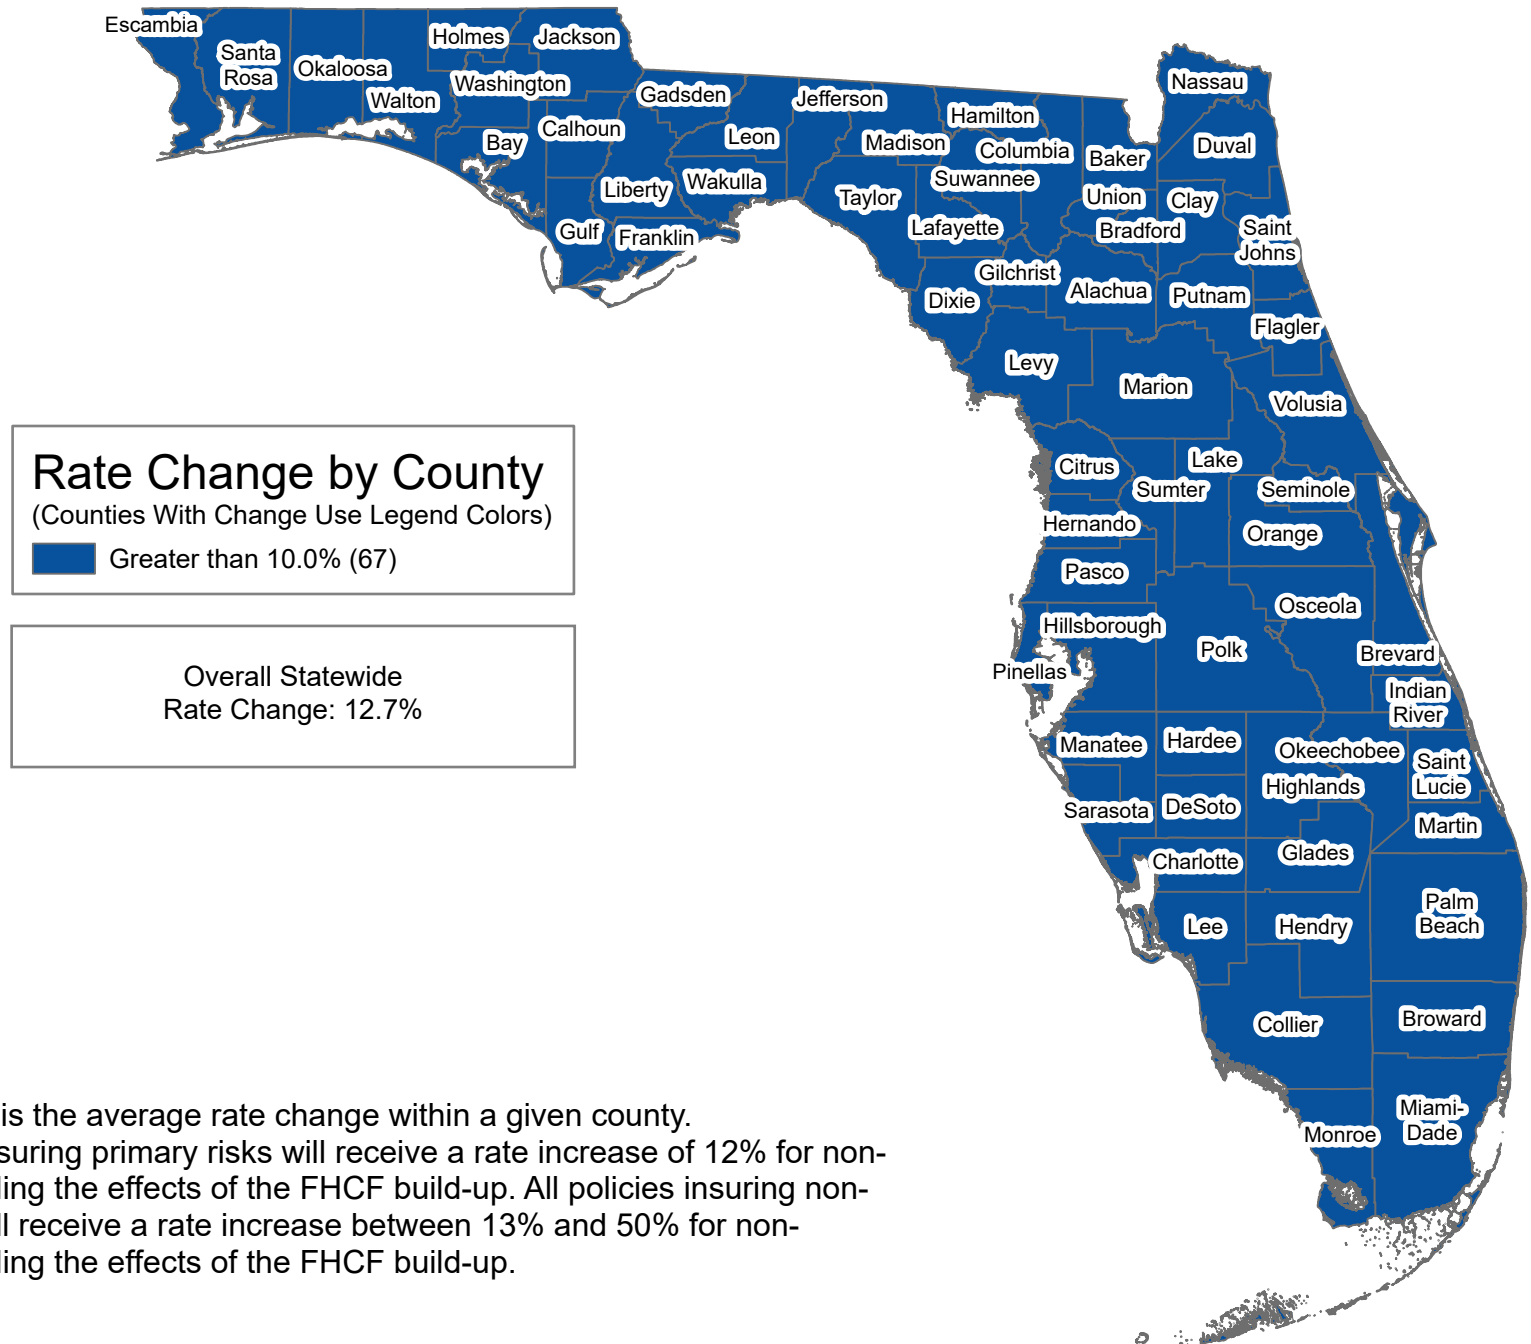 Escambia
Santa
Rosa
Okaloosa
Walton
Holmes
Jackson
Washington
Bay
Calhoun
Gadsden
Leon
Liberty
Wakulla
Gulf
Franklin
Jefferson
Madison
Hamilton
Columbia
Suwannee
Taylor
Lafayette
Nassau
Duval
Baker
Union
Clay
Bradford
Saint
Johns
Gilchrist
Dixie
Alachua
Putnam
Flagler
Levy
Marion
Volusia
Citrus
Lake
Sumter
Seminole
Hernando
Orange
Pasco
Osceola
Hillsborough
Polk
Brevard
Pinellas
Indian
River
Manatee
Hardee
Okeechobee
Saint
Lucie
Highlands
Sarasota
DeSoto
Martin
Charlotte
Glades
Lee
Hendry
Palm
Beach
Collier
Broward
Monroe
Miami-
Dade
Rate Change by County
(Counties With Change Use Legend Colors)
Greater than 10.0% (67)
Overall Statewide
Rate Change: 12.7%
is the average rate change within a given county.
suring primary risks will receive a rate increase of 12% for non-
ling the effects of the FHCF build-up. All policies insuring non-
ll receive a rate increase between 13% and 50% for non-
ling the effects of the FHCF build-up.